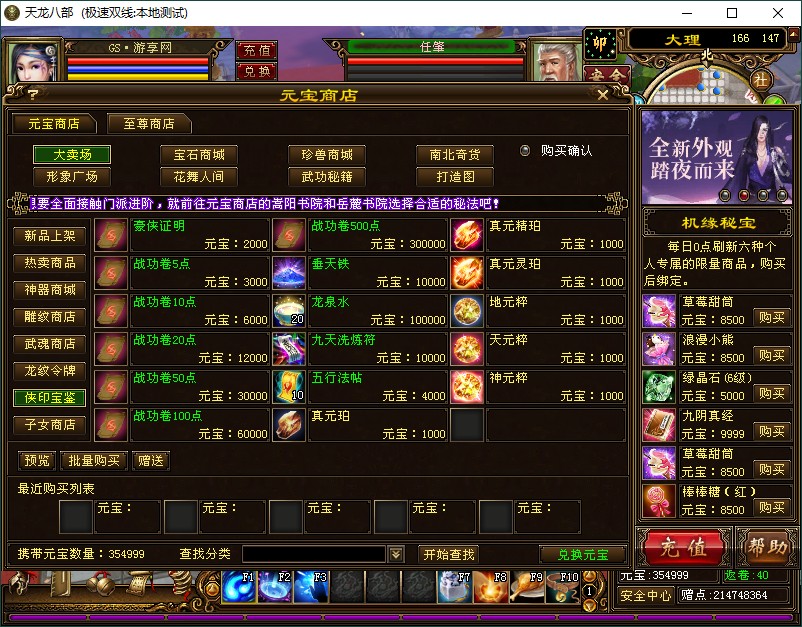 天龙八部 (极速双线:本地测试)
GS·游享网
充值
兑换
任肇
卯
安全
大理
166 147
北
社
元宝商店
元宝商店
至尊商店
大卖场
宝石商城
珍兽商城
南北奇货
购买确认
形象广场
花舞人间
武功秘籍
打造图
要全面接触门派进阶，就前往元宝商店的嵩阳书院和岳麓书院选择合适的秘法吧！
新品上架
热卖商品
神器商城
雕纹商店
武魂商店
龙纹令牌
侠印宝鉴
子女商店
豪侠证明
元宝：2000
战功卷500点
元宝：300000
真元精珀
元宝：1000
战功卷5点
元宝：3000
垂天铁
元宝：10000
真元灵珀
元宝：1000
战功卷10点
元宝：6000
20
龙泉水
元宝：100000
地元粹
元宝：1000
战功卷20点
元宝：12000
九天洗炼符
元宝：10000
天元粹
元宝：1000
战功卷50点
元宝：30000
10
五行法帖
元宝：4000
神元粹
元宝：1000
战功卷100点
元宝：60000
真元珀
元宝：1000
预览
批量购买
赠送
最近购买列表
元宝：
元宝：
元宝：
元宝：
元宝：
携带元宝数量：354999
查找分类
开始查找
兑换元宝
全新外观
踏夜而来
机缘秘宝
每日0点刷新六种个
人专属的限量商品，购买
后绑定。
草莓甜筒
元宝：8500
购买
浪漫小熊
元宝：8500
购买
绿晶石(6级)
元宝：5000
购买
九阴真经
元宝：9999
购买
草莓甜筒
元宝：8500
购买
棒棒糖(红)
元宝：8500
购买
充值
帮助
F1
F2
F3
F7
F8
F9
F10
1
元宝:354999
返卷:40
安全中心
赠点:214748364